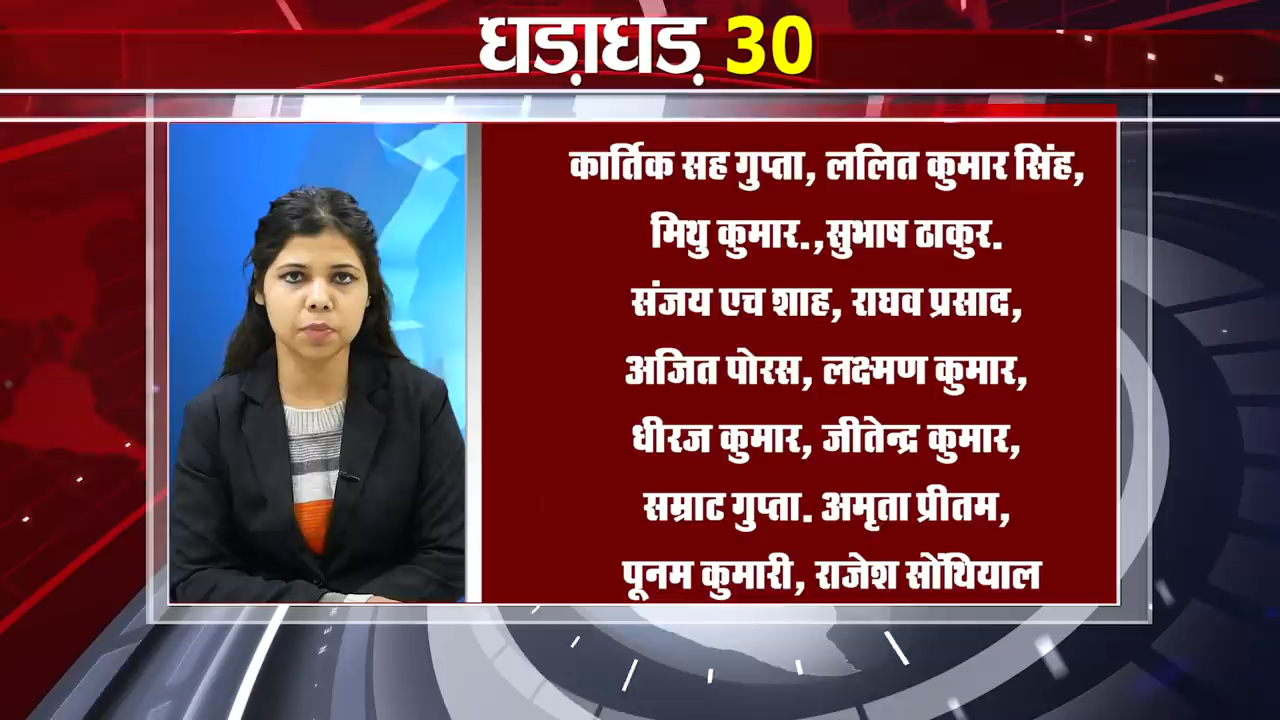 धड़ाधड़ 30
कार्तिक सह गुप्ता, ललित कुमार सिंह,
मिथु कुमार.,सुभाष ठाकुर.
संजय एच शाह, राघव प्रसाद,
अजित पोरस, लक्ष्मण कुमार,
धीरज कुमार, जीतेन्द्र कुमार,
सम्राट गुप्ता. अमृता प्रीतम,
पूनम कुमारी, राजेश सोंथियाल